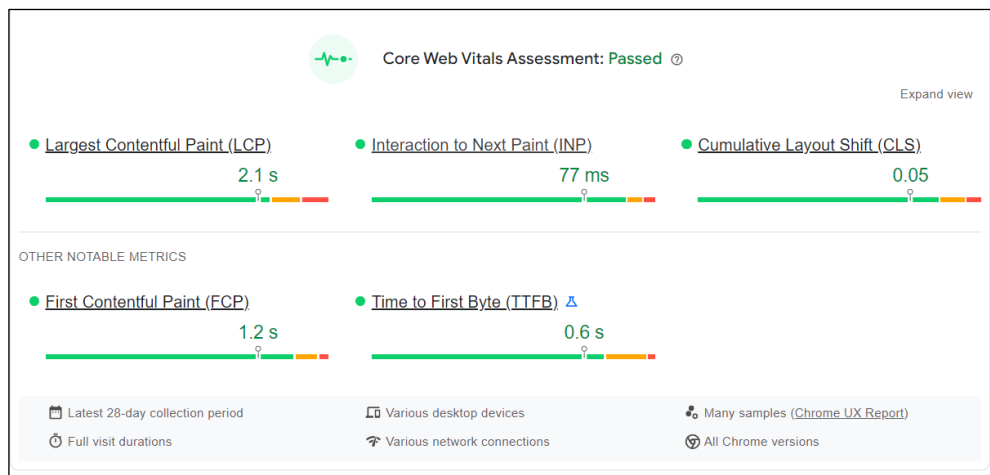 Core Web Vitals Assessment: Passed
Expand view
Largest Contentful Paint (LCP)
2.1 s
Interaction to Next Paint (INP)
77 ms
Cumulative Layout Shift (CLS)
0.05
OTHER NOTABLE METRICS
First Contentful Paint (FCP)
1.2 s
Time to First Byte (TTFB)
0.6 s
Latest 28-day collection period
Various desktop devices
Many samples (Chrome UX Report)
Full visit durations
Various network connections
All Chrome versions